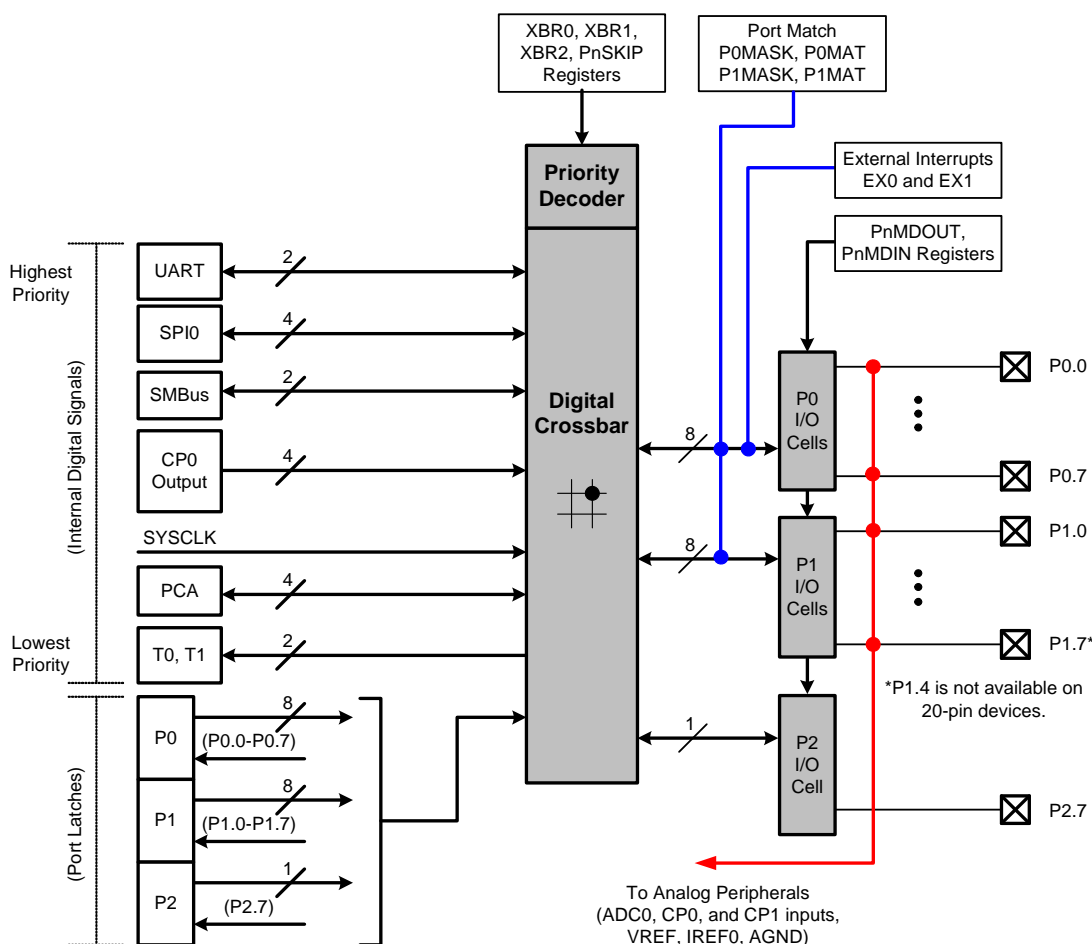 XBR0, XBR1,
XBR2, PnSKIP
Registers
Port Match
P0MASK, P0MAT
P1MASK, P1MAT
External Interrupts
EX0 and EX1
Priority
Decoder
PnMDOUT,
PnMDIN Registers
Highest
Priority
(Internal Digital Signals)
Lowest
Priority
UART
2
SPI0
4
SMBus
2
CP0
Output
4
SYSCLK
PCA
4
T0, T1
2
Digital
Crossbar
8
8
1
P0
I/O
Cells
P1
I/O
Cells
P2
I/O
Cell
P0.0
P0.7
P1.0
P1.7*
*P1.4 is not available on
20-pin devices.
P2.7
(Port Latches)
P0
8
(P0.0-P0.7)
P1
8
(P1.0-P1.7)
P2
1
(P2.7)
To Analog Peripherals
(ADC0, CP0, and CP1 inputs,
VREF, IREF0, AGND)